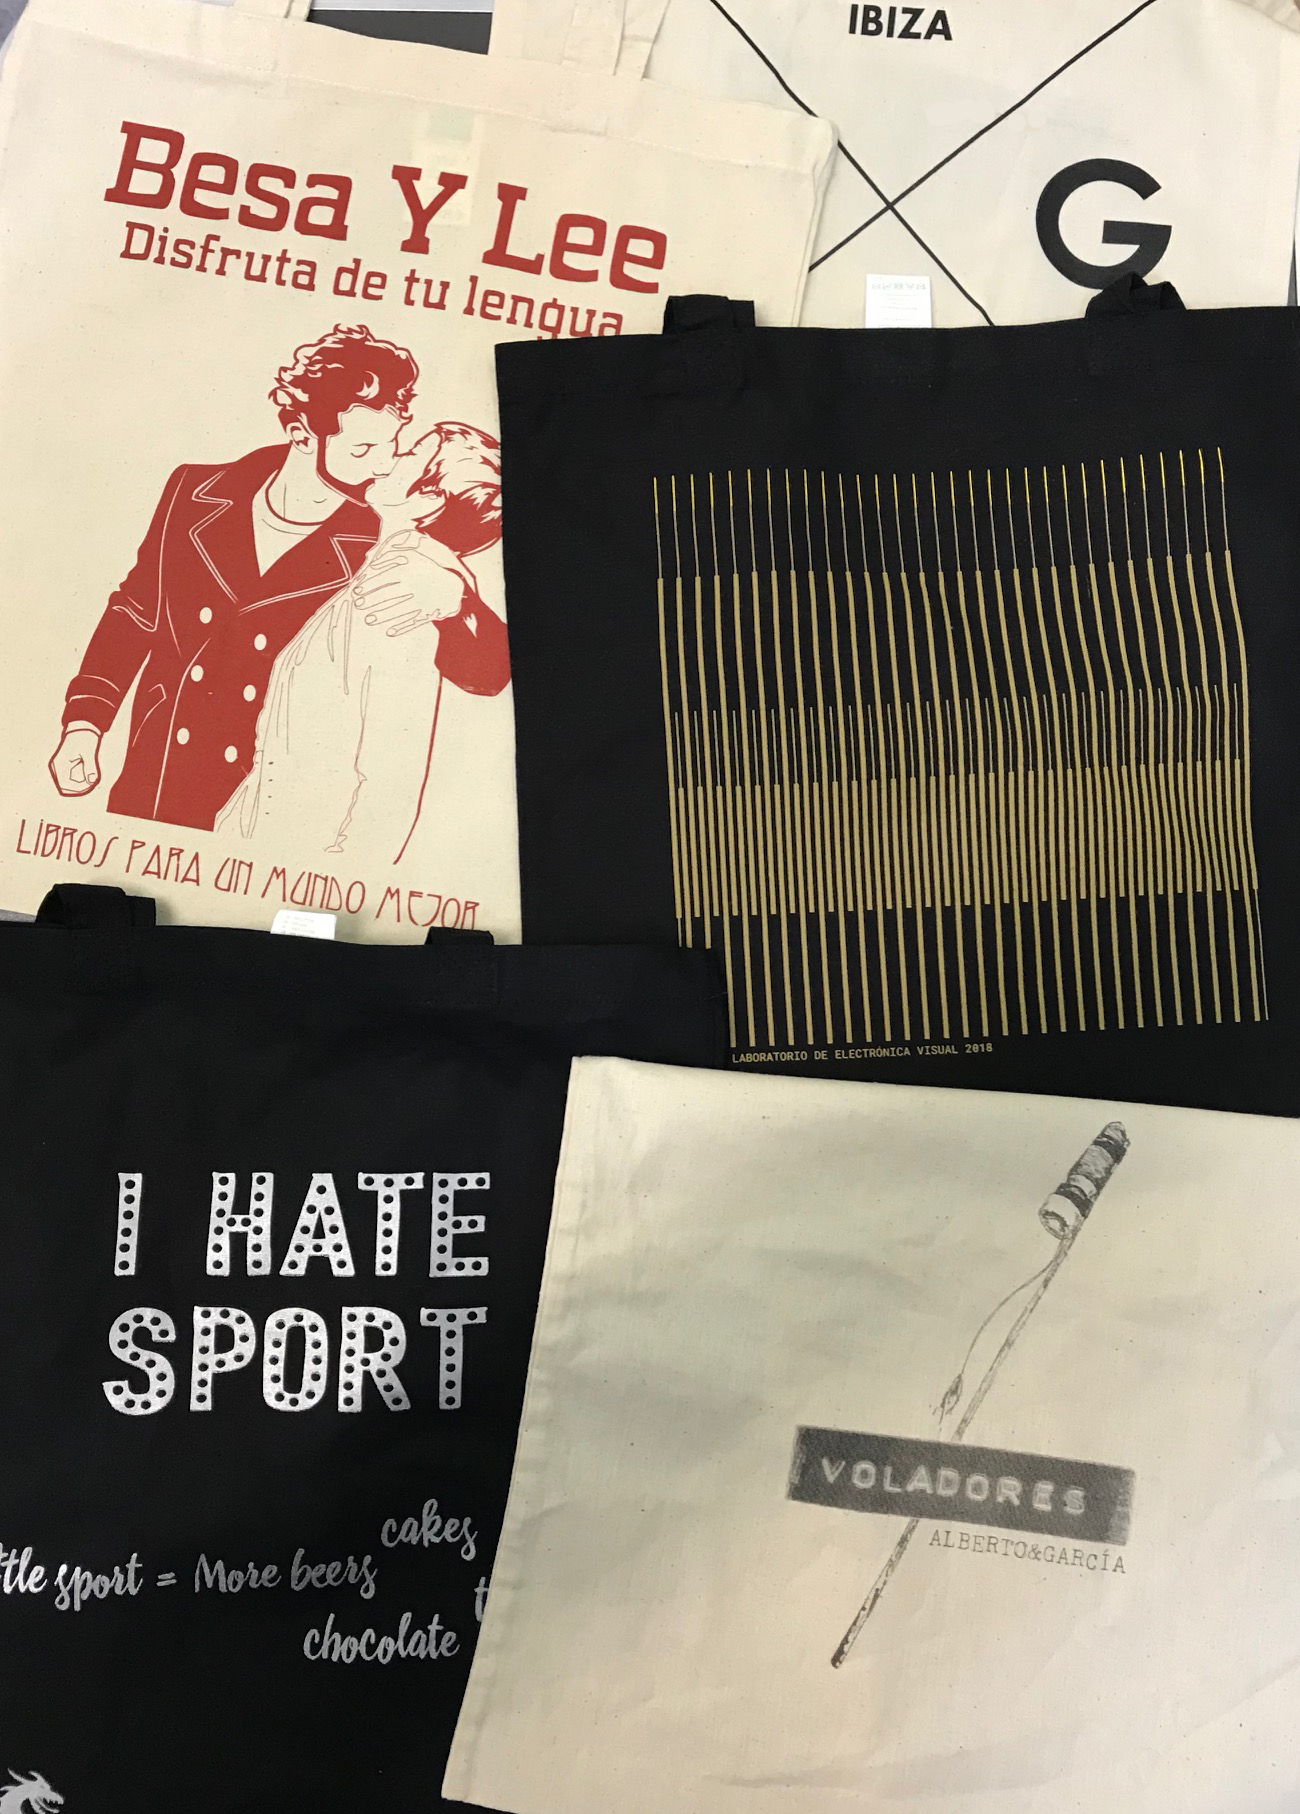 IBIZA
G
Besa Y Lee
Disfruta de tu lengua
LIBROS PARA UN MUNDO MEJOR
LABORATORIO DE ELECTRÓNICA VISUAL 2018
I HATE
SPORT
cakes
sport = More beers
chocolate
VOLADORES
ALBERTO&GARCÍA